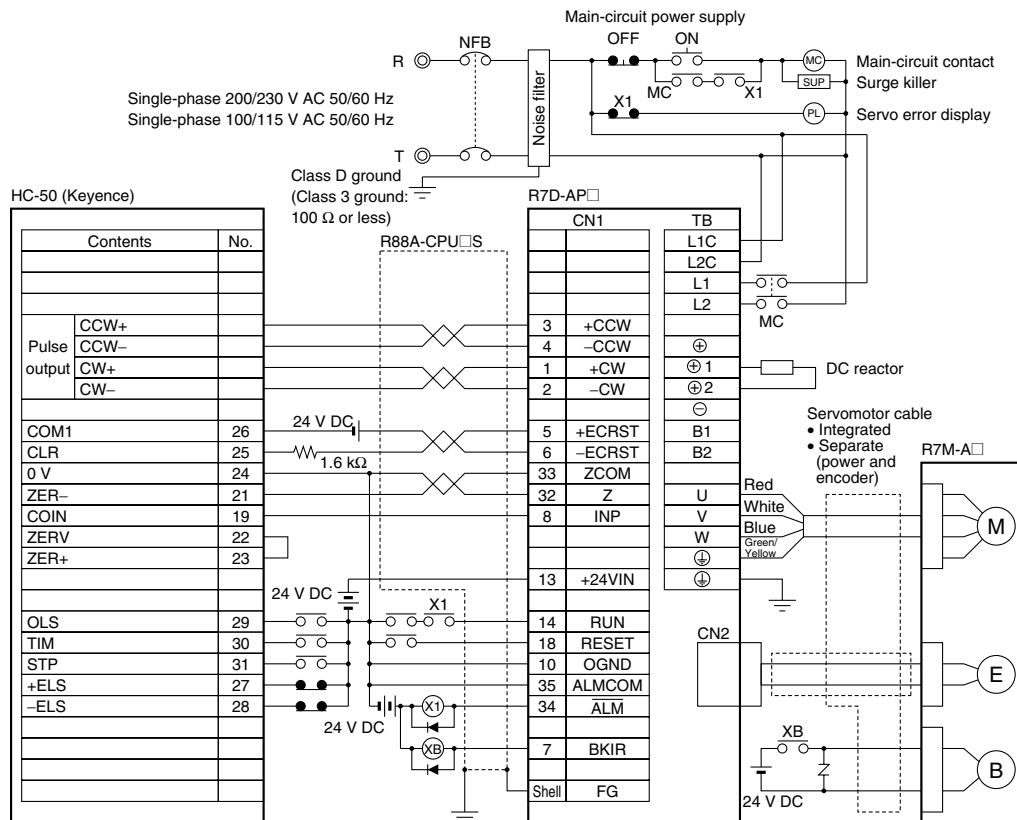 Main-circuit power supply
NFB
OFF
ON
R
MC
Main-circuit contact
SUP
Surge killer
MC
X1
Single-phase 200/230 V AC 50/60 Hz
Noise filter
X1
Single-phase 100/115 V AC 50/60 Hz
PL
Servo error display
T
Class D ground
(Class 3 ground:
100 Ω or less)
HC-50 (Keyence)
R7D-AP□
CN1
TB
Contents
No.
R88A-CPU□S
L1C
L2C
L1
L2
MC
Pulse output
CCW+
3
+CCW
CCW–
4
–CCW
⊕
CW+
1
+CW
⊕ 1
DC reactor
CW–
2
–CW
⊕ 2
⊖
24 V DC
Servomotor cable
• Integrated
• Separate
(power and
encoder)
COM1
26
5
+ECRST
B1
CLR
25
1.6 kΩ
6
–ECRST
B2
R7M-A□
0 V
24
33
ZCOM
ZER–
21
32
Z
U
Red
COIN
19
8
INP
V
White
M
ZERV
22
W
Blue
ZER+
23
Green/
Yellow
13
+24VIN
24 V DC
X1
OLS
29
14
RUN
CN2
TIM
30
18
RESET
STP
31
10
OGND
E
+ELS
27
35
ALMCOM
–ELS
28
X1
34
ALM
24 V DC
XB
XB
7
BKIR
B
24 V DC
Shell
FG